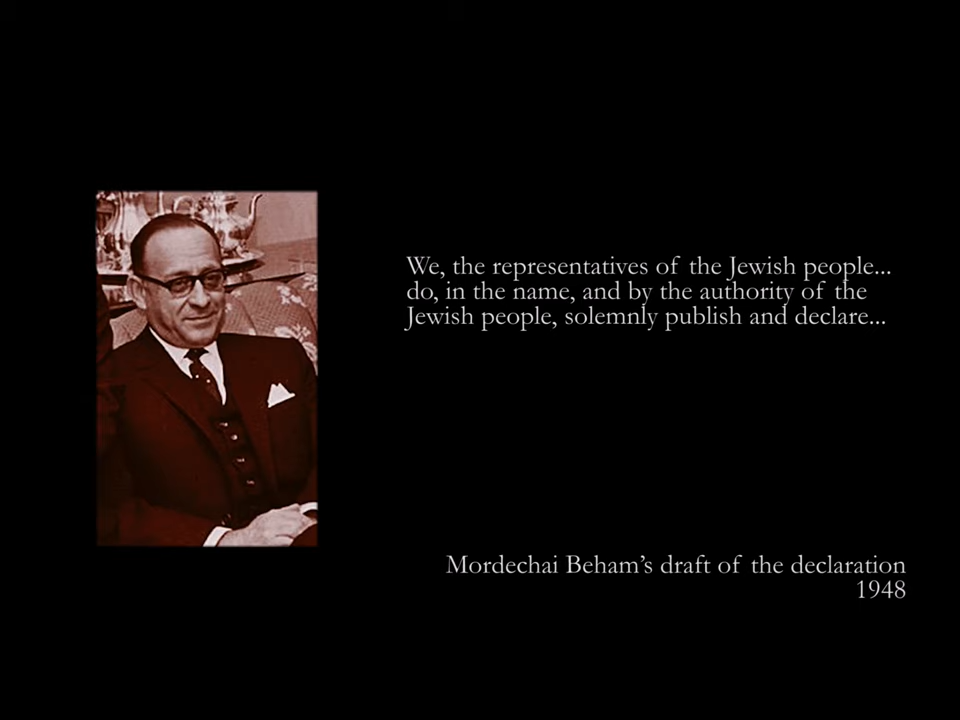 We, the representatives of the Jewish people...
do, in the name, and by the authority of the
Jewish people, solemnly publish and declare...
Mordechai Beham’s draft of the declaration
1948